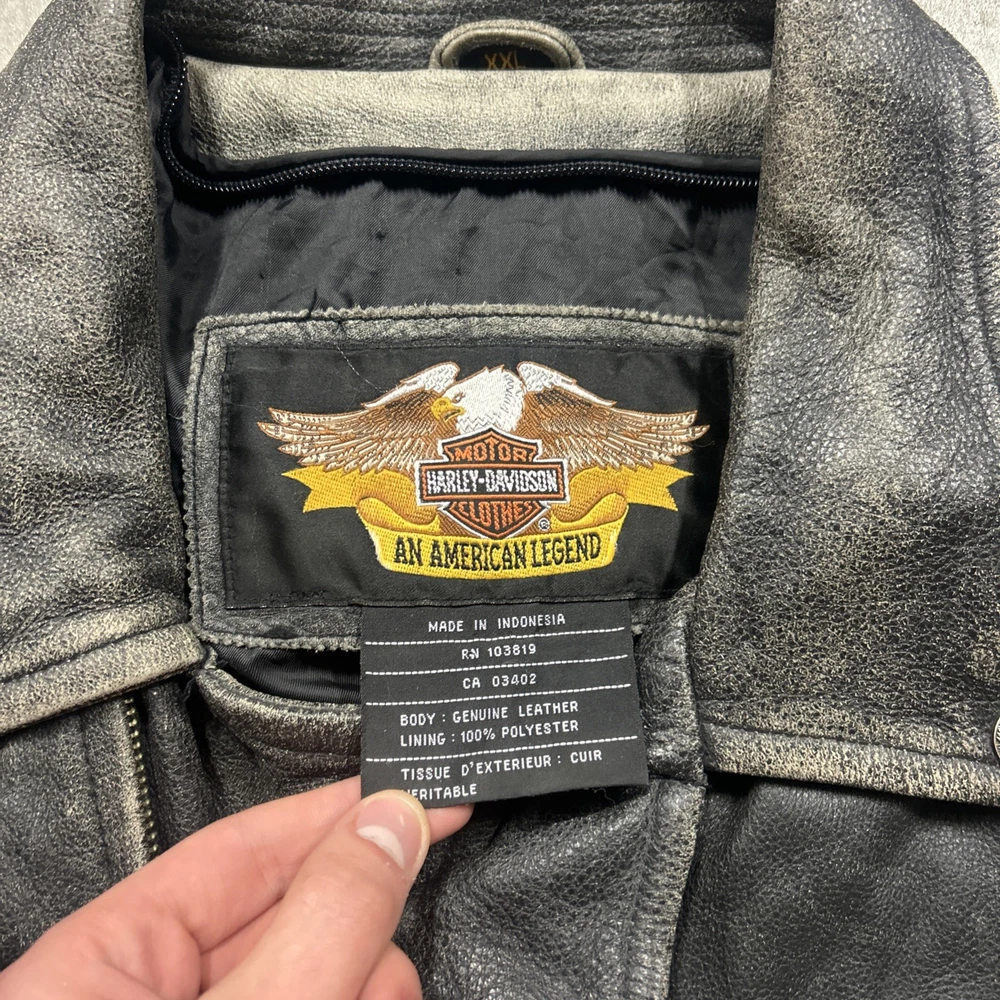 XXL
MOTOR
HARLEY-DAVIDSON
CLOTHES
®
AN AMERICAN LEGEND
MADE IN INDONESIA
RN 103819
CA 03402
BODY : GENUINE LEATHER
LINING : 100% POLYESTER
TISSUE D'EXTERIEUR : CUIR
VERITABLE